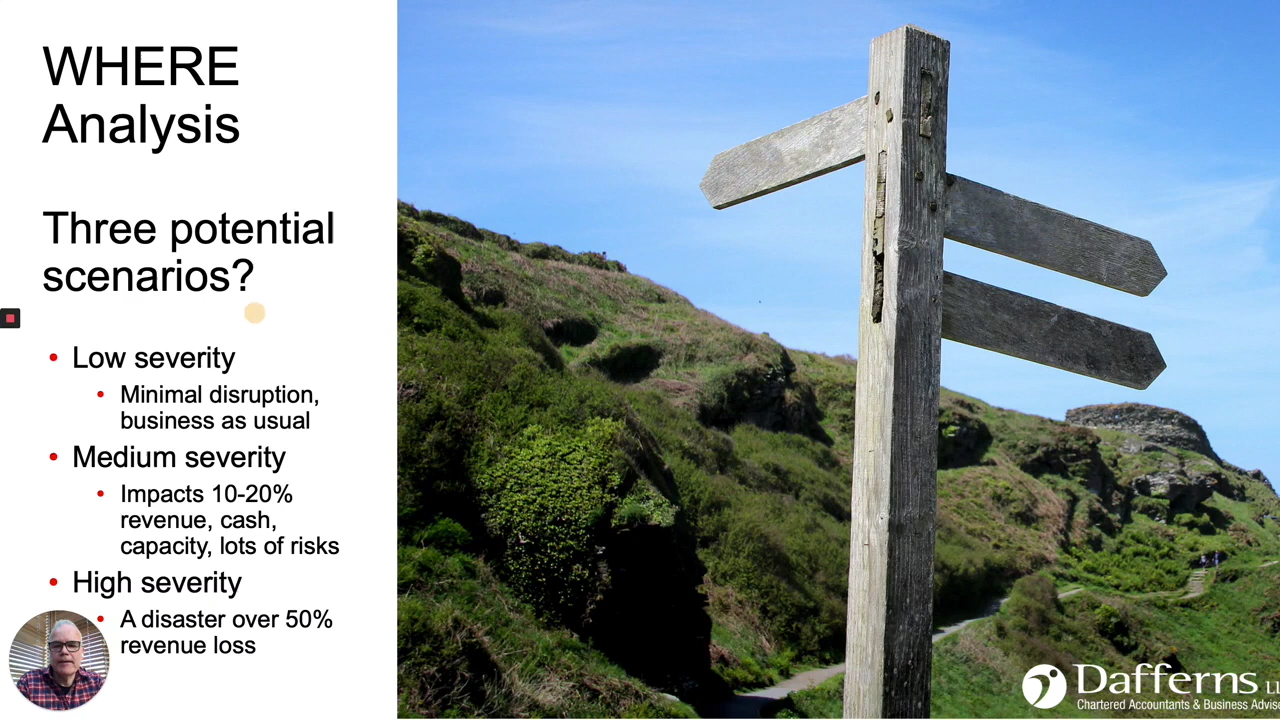 WHERE
Analysis
Three potential
scenarios?
• Low severity
• Minimal disruption,
business as usual
• Medium severity
• Impacts 10-20%
revenue, cash,
capacity, lots of risks
• High severity
• A disaster over 50%
revenue loss
Dafferns
Chartered Accountants & Business